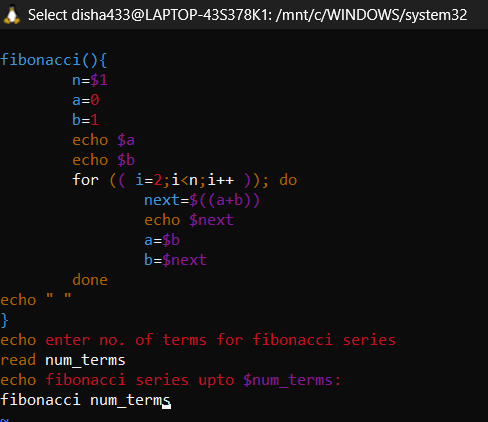 Select disha433@LAPTOP-43S378K1: /mnt/c/WINDOWS/system32
fibonacci(){
        n=$1
        a=0
        b=1
        echo $a
        echo $b
        for (( i=2;i<n;i++ )); do
                next=$((a+b))
                echo $next
                a=$b
                b=$next
        done
echo " "
}
echo enter no. of terms for fibonacci series
read num_terms
echo fibonacci series upto $num_terms:
fibonacci num_terms
~